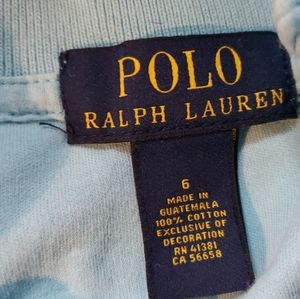 POLO
RALPH LAUREN
6
MADE IN
GUATEMALA
100% COTTON
EXCLUSIVE OF
DECORATION
RN 41381
CA 56658